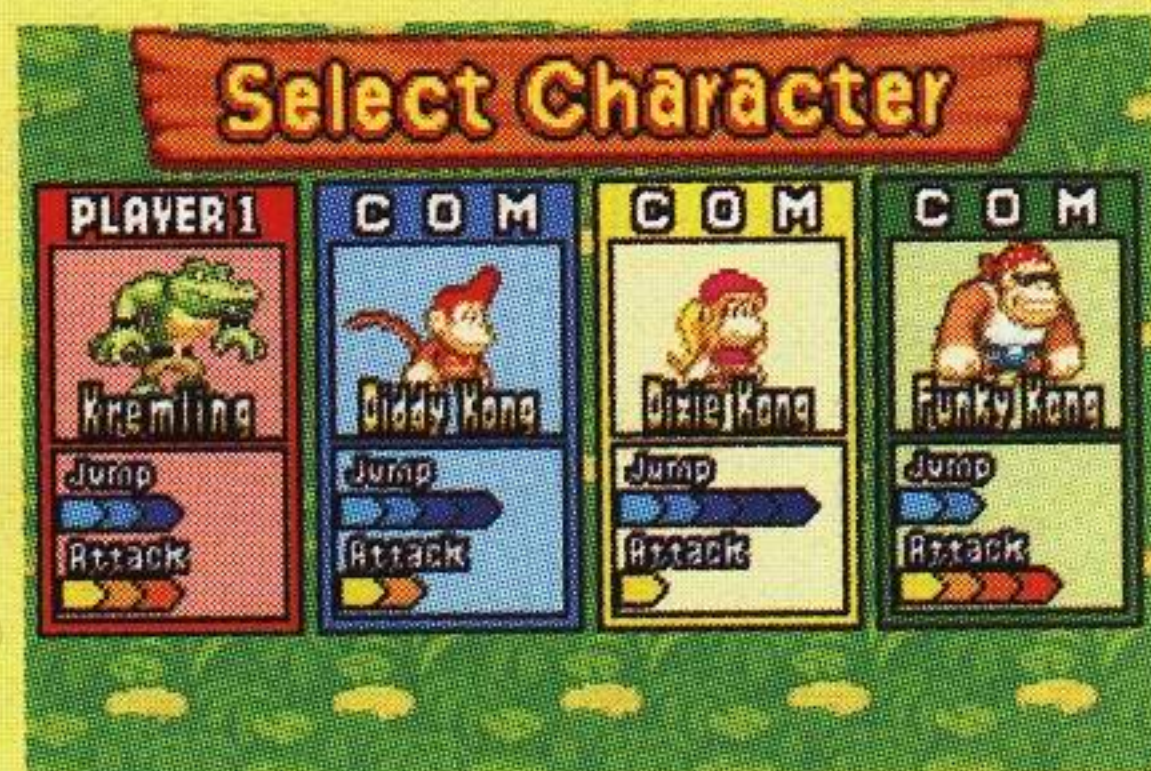 Select Character
PLAYER 1
Kremling
Jump
Attack
COM
Diddy Kong
Jump
Attack
COM
Dixie Kong
Jump
Attack
COM
Funky Kong
Jump
Attack